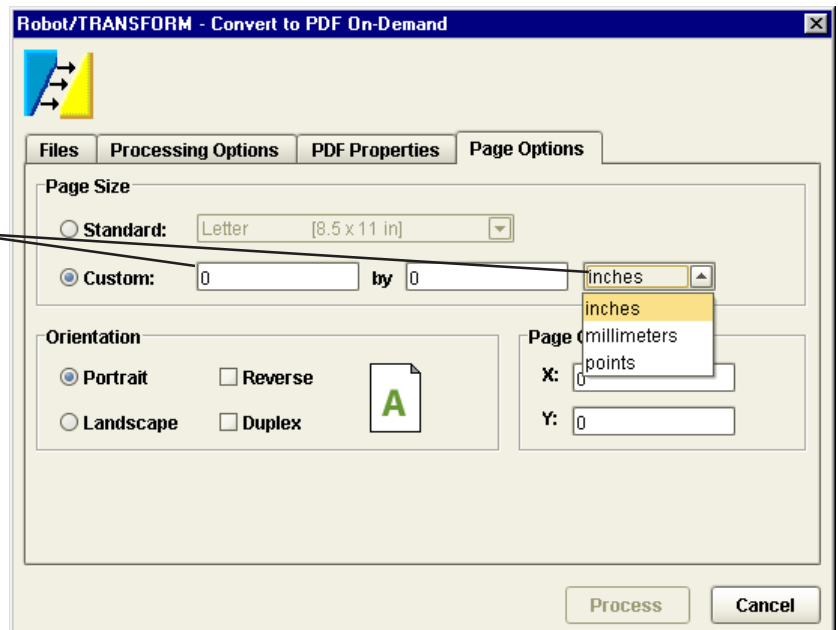 Robot/TRANSFORM - Convert to PDF On-Demand
Files Processing Options PDF Properties Page Options
Page Size
Standard: Letter [8.5 x 11 in]
Custom: 0 by 0 inches
inches
millimeters
points
Orientation
Portrait Reverse
Landscape Duplex
A
Page
X: 0
Y: 0
Process Cancel